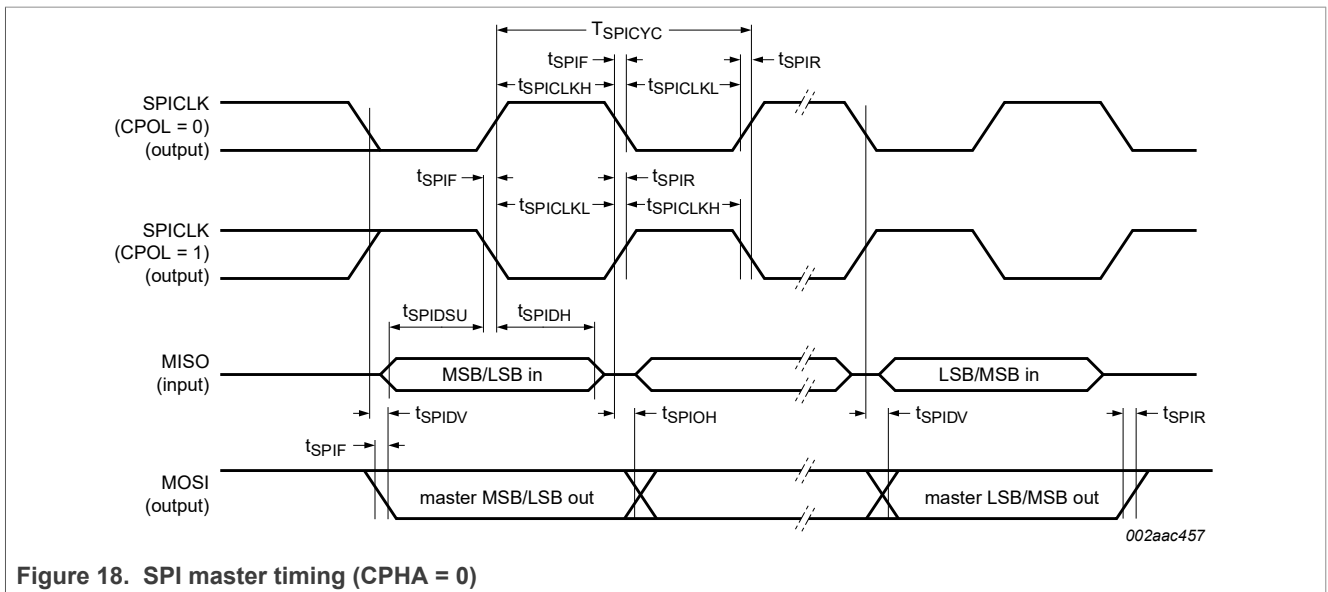 TSPICYC
tSPIF
tSPIR
tSPICLKH
tSPICLKL
SPICLK
(CPOL = 0)
(output)
tSPIF
tSPIR
tSPICLKL
tSPICLKH
SPICLK
(CPOL = 1)
(output)
tSPIDSU
tSPIDH
MISO
(input)
MSB/LSB in
LSB/MSB in
tSPIDV
tSPIOH
tSPIDV
tSPIR
tSPIF
MOSI
(output)
master MSB/LSB out
master LSB/MSB out
002aac457
Figure 18. SPI master timing (CPHA = 0)